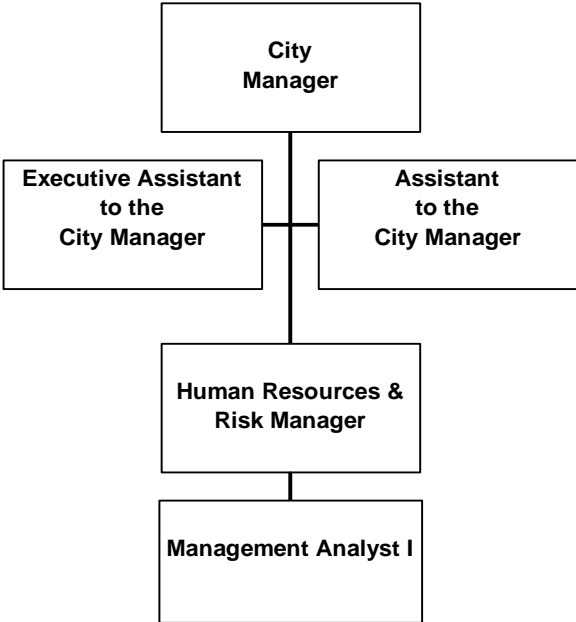 City
Manager
Executive Assistant
to the
City Manager
Assistant
to the
City Manager
Human Resources &
Risk Manager
Management Analyst I